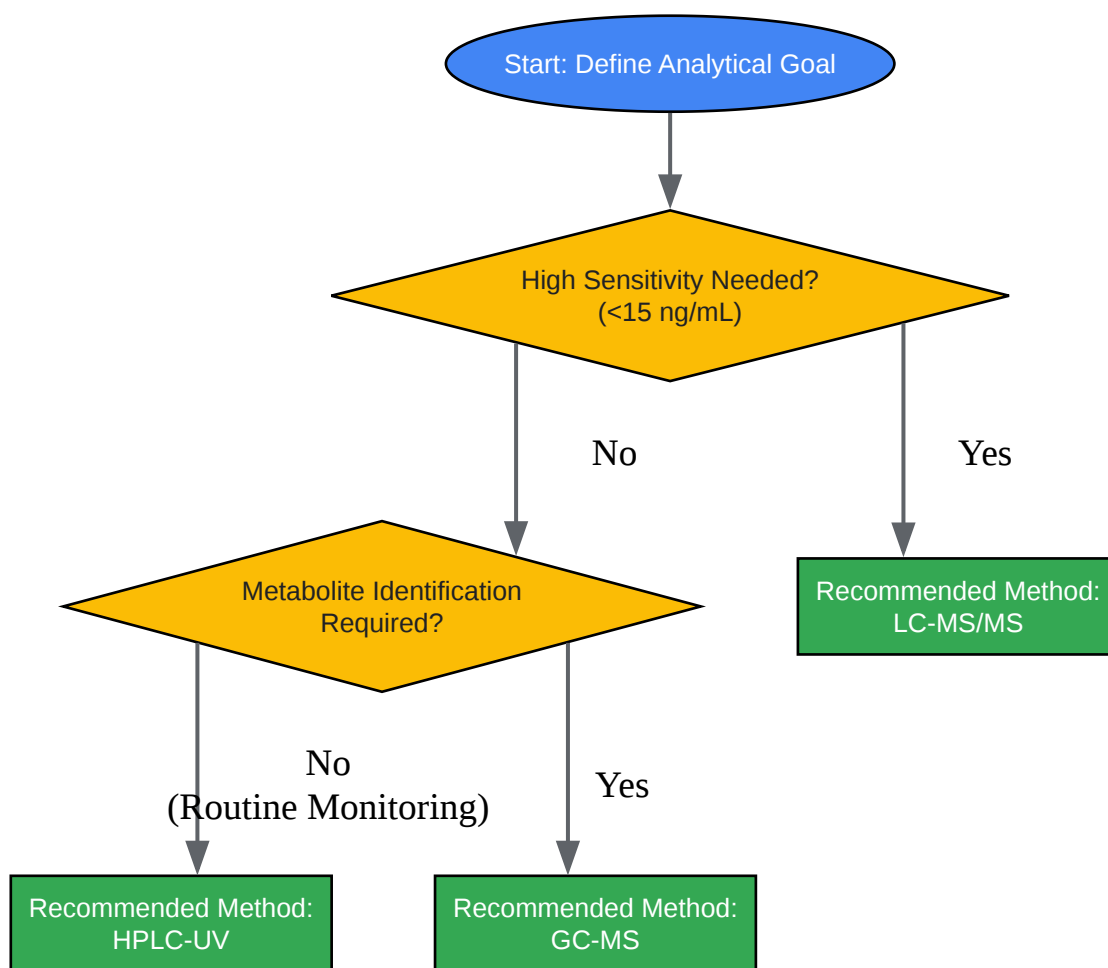 Start: Define Analytical Goal
High Sensitivity Needed?
(<15 ng/mL)
No
Yes
Metabolite Identification
Required?
Recommended Method:
LC-MS/MS
No
(Routine Monitoring)
Yes
Recommended Method:
HPLC-UV
Recommended Method:
GC-MS